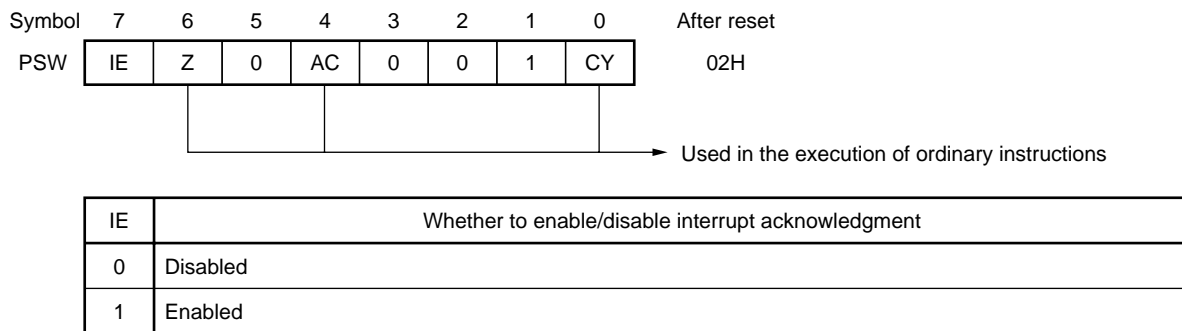 Symbol 7 6 5 4 3 2 1 0 After reset
PSW IE Z 0 AC 0 0 1 CY 02H
Used in the execution of ordinary instructions
IE Whether to enable/disable interrupt acknowledgment
0 Disabled
1 Enabled